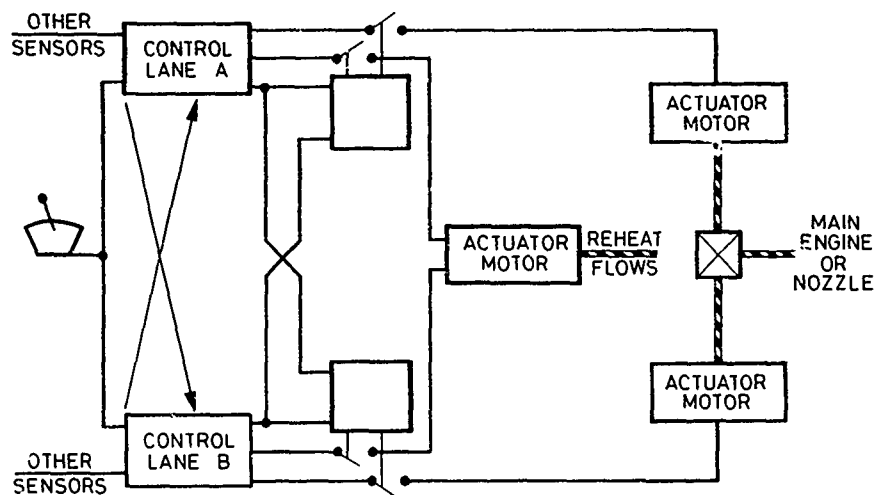 OTHER
SENSORS
CONTROL
LANE A
ACTUATOR
MOTOR
ACTUATOR
MOTOR
REHEAT
FLOWS
MAIN
ENGINE
OR
NOZZLE
ACTUATOR
MOTOR
CONTROL
LANE B
OTHER
SENSORS